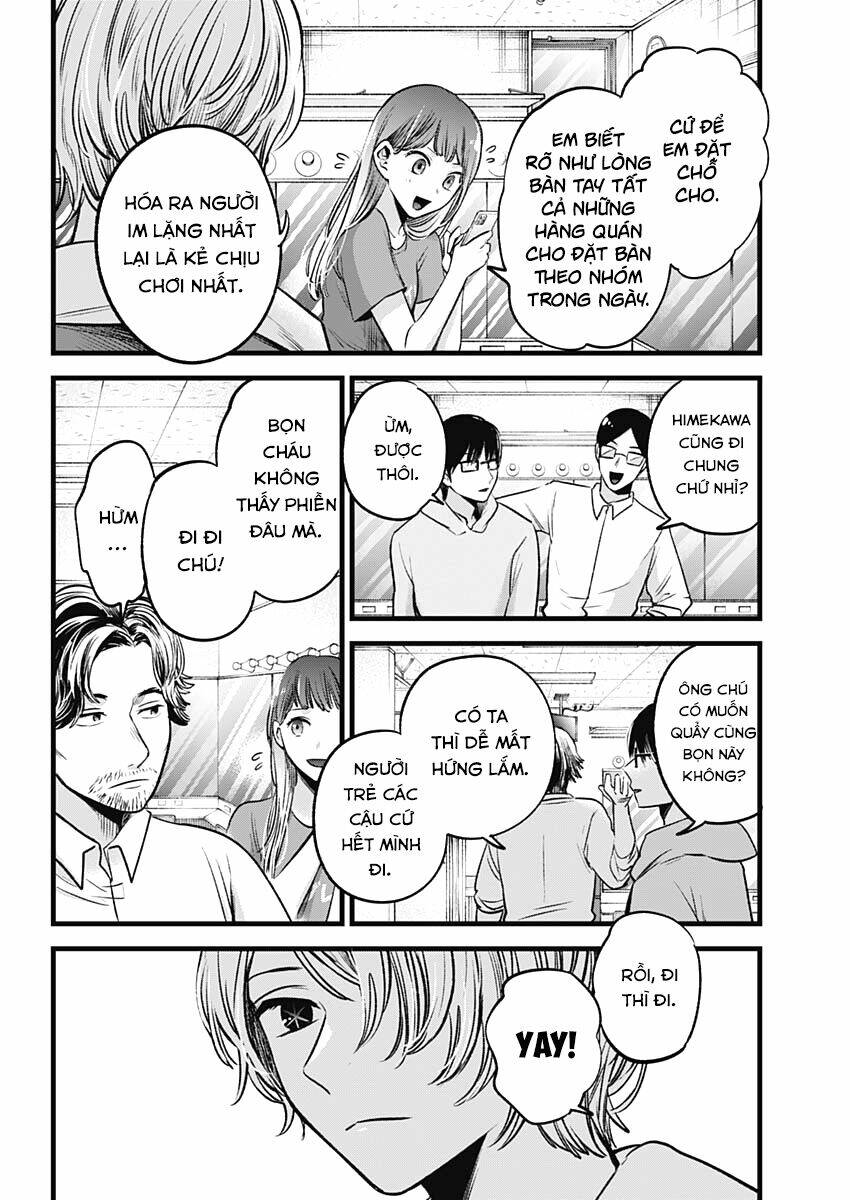 CỨ ĐỂ
EM ĐẶT
CHỖ
CHO.
EM BIẾT
RÕ NHƯ LÒNG
BÀN TAY TẤT
CẢ NHỮNG
HÀNG QUÁN
CHO ĐẶT BÀN
THEO NHÓM
TRONG NGÀY.
HÓA RA NGƯỜI
IM LẶNG NHẤT
LẠI LÀ KẺ CHỊU
CHƠI NHẤT.
HIMEKAWA
CŨNG ĐI
CHUNG
CHỨ NHỈ?
ỪM,
ĐƯỢC
THÔI.
ÔNG CHÚ
CÓ MUỐN
QUẨY CÙNG
BỌN NÀY
KHÔNG?
CÓ TA
THÌ DỄ MẤT
HỨNG LẮM.
NGƯỜI
TRẺ CÁC
CẬU CỨ
HẾT MÌNH
ĐI.
BỌN
CHÁU
KHÔNG
THẤY PHIỀN
ĐÂU MÀ.
ĐI ĐI
CHÚ!
HỪM
...
RỒI, ĐI
THÌ ĐI.
YAY!